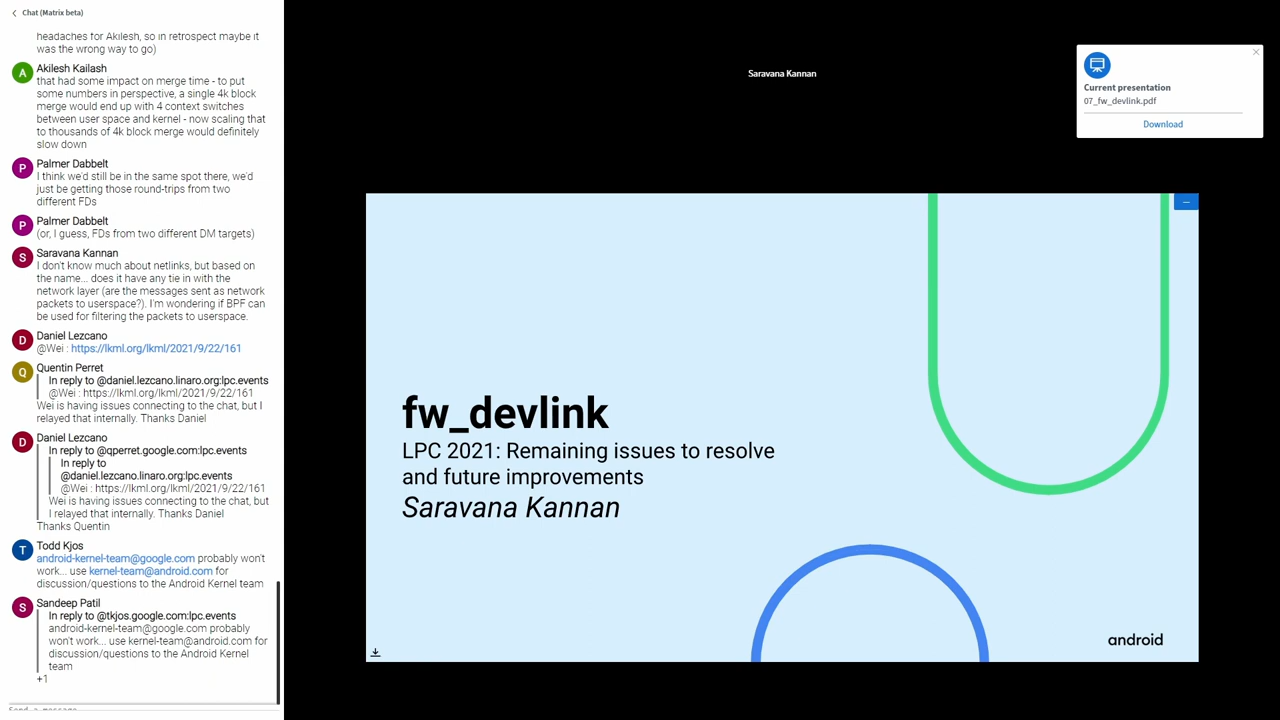 Chat (Matrix beta)
headaches for Akilesh, so in retrospect maybe it
was the wrong way to go)
A
Akilesh Kailash
that had some impact on merge time - to put
some numbers in perspective, a single 4k block
merge would end up with 4 context switches
between user space and kernel - now scaling that
to thousands of 4k block merge would definitely
slow down
P
Palmer Dabbelt
I think we'd still be in the same spot there, we'd
just be getting those round-trips from two
different FDs
P
Palmer Dabbelt
(or, I guess, FDs from two different DM targets)
S
Saravana Kannan
I don't know much about netlinks, but based on
the name... does it have any tie in with the
network layer (are the messages sent as network
packets to userspace?). I'm wondering if BPF can
be used for filtering the packets to userspace.
D
Daniel Lezcano
@Wei : https://lkml.org/lkml/2021/9/22/161
Q
Quentin Perret
In reply to @daniel.lezcano.linaro.org:lpc.events
@Wei : https://lkml.org/lkml/2021/9/22/161
Wei is having issues connecting to the chat, but I
relayed that internally. Thanks Daniel
D
Daniel Lezcano
In reply to @qperret.google.com:lpc.events
In reply to
@daniel.lezcano.linaro.org:lpc.events
@Wei : https://lkml.org/lkml/2021/9/22/161
Wei is having issues connecting to the chat, but
I relayed that internally. Thanks Daniel
Thanks Quentin
T
Todd Kjos
android-kernel-team@google.com probably won't
work... use kernel-team@android.com for
discussion/questions to the Android Kernel team
S
Sandeep Patil
In reply to @tkjos.google.com:lpc.events
android-kernel-team@google.com probably
won't work... use kernel-team@android.com for
discussion/questions to the Android Kernel
team
+1
Send a message
Saravana Kannan
Current presentation
07_fw_devlink.pdf
Download
fw_devlink
LPC 2021: Remaining issues to resolve
and future improvements
Saravana Kannan
android